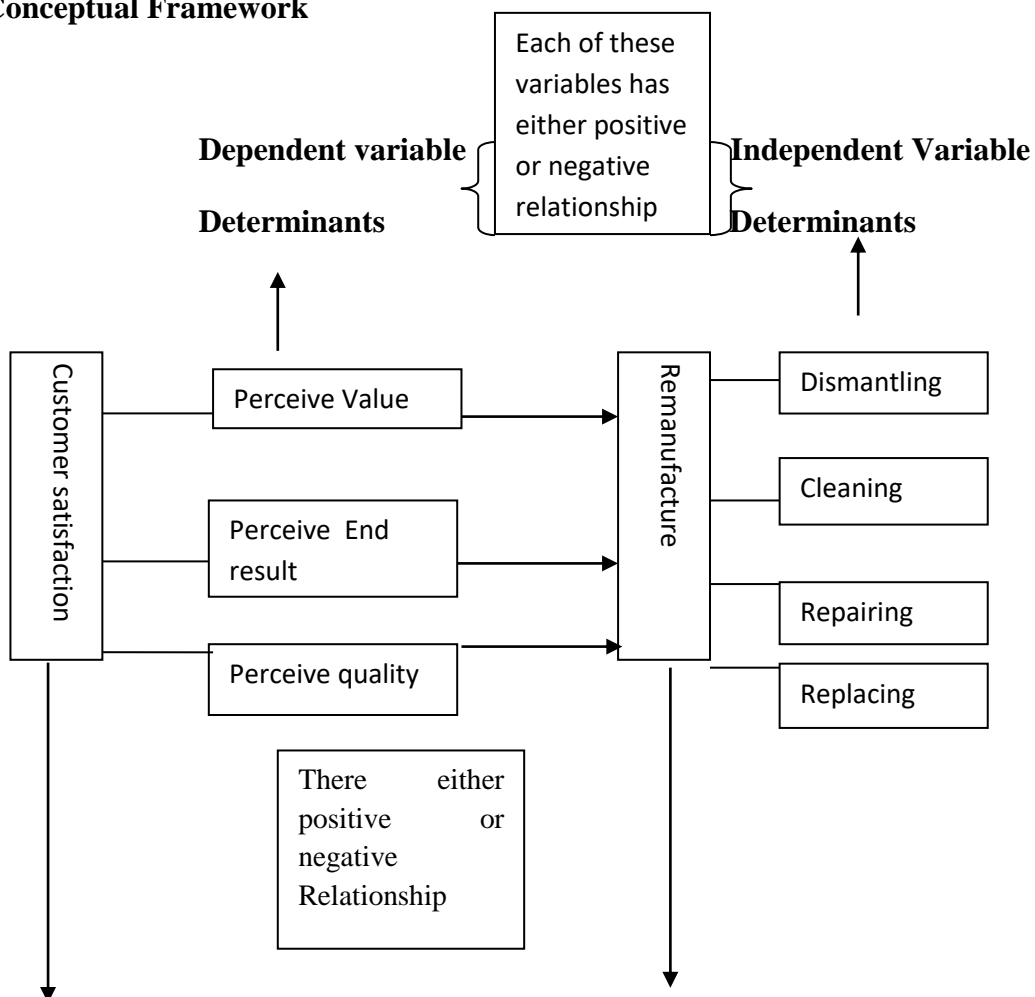 Conceptual Framework
Each of these
variables has
either positive
or negative
relationship
Dependent variable
Determinants
Independent Variable
Determinants
Customer satisfaction
Perceive Value
Perceive End
result
Perceive quality
Remanufacture
Dismantling
Cleaning
Repairing
Replacing
There either
positive or
negative
Relationship